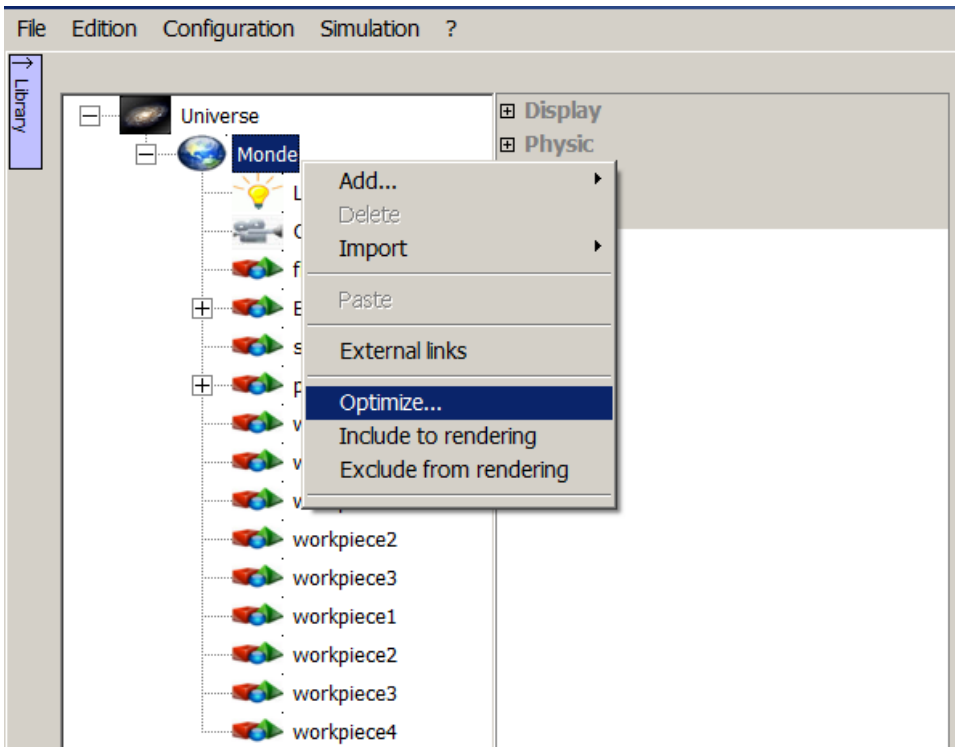 File Edition Configuration Simulation ?
↑ Library
Universe
Monde
L
C
f
E
s
p
w
w
w
workpiece2
workpiece3
workpiece1
workpiece2
workpiece3
workpiece4
Display
Physic
Add...
Delete
Import
Paste
External links
Optimize...
Include to rendering
Exclude from rendering